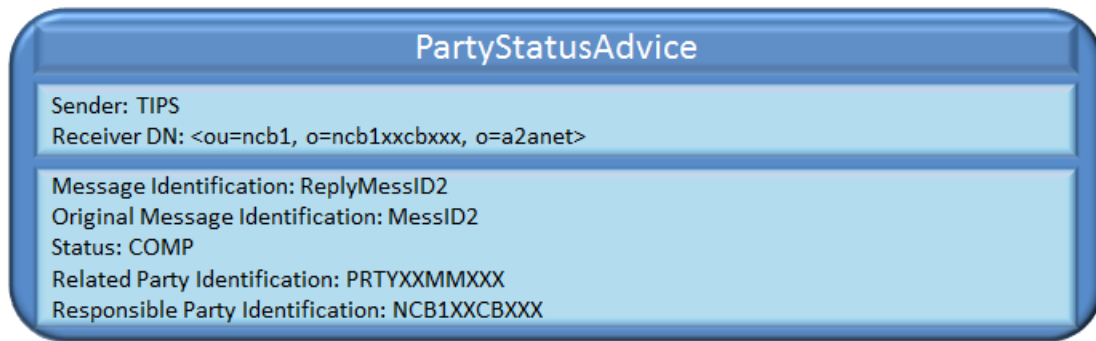 PartyStatusAdvice
Sender: TIPS
Receiver DN: <ou=ncb1, o=ncb1xxcbxxx, o=a2anet>
Message Identification: ReplyMessID2
Original Message Identification: MessID2
Status: COMP
Related Party Identification: PRTYXXMMXXX
Responsible Party Identification: NCB1XXCBXXX